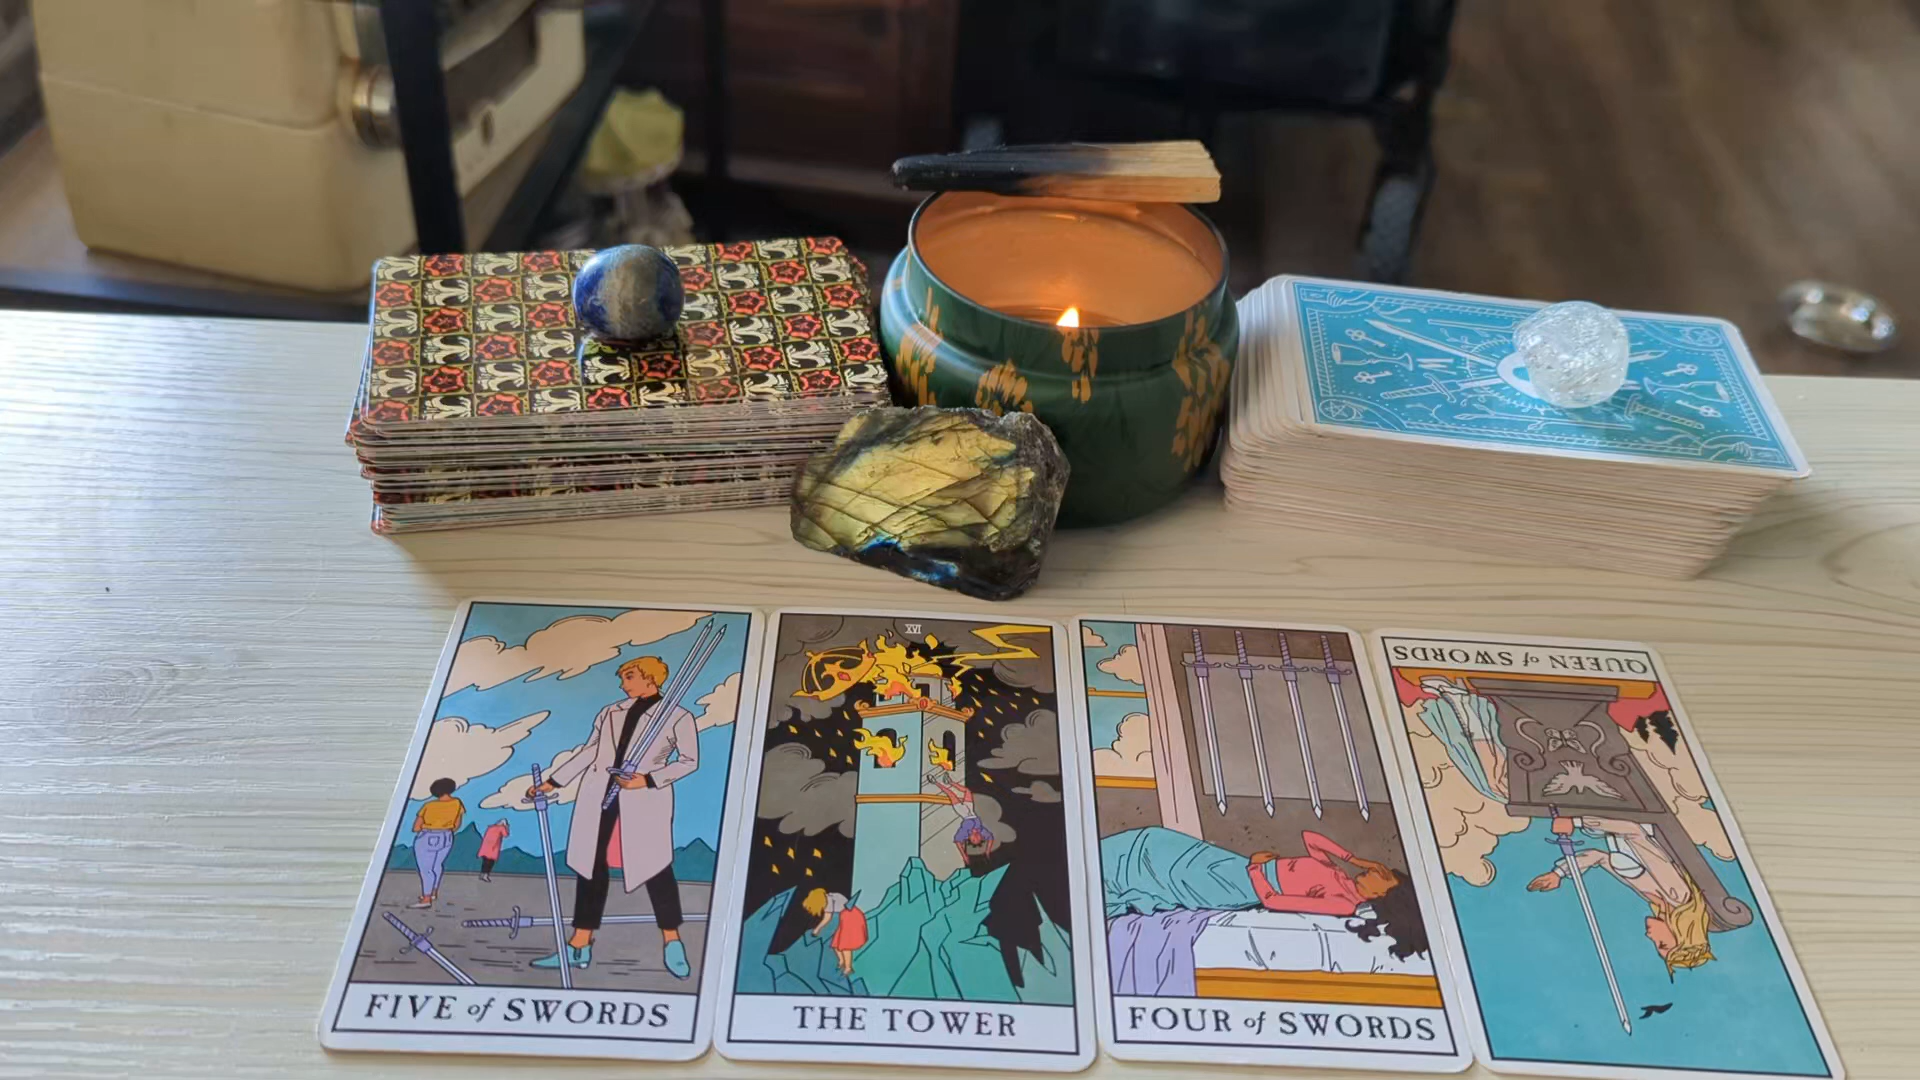 XVI
FIVE of SWORDS
THE TOWER
FOUR of SWORDS
QUEEN of SWORDS